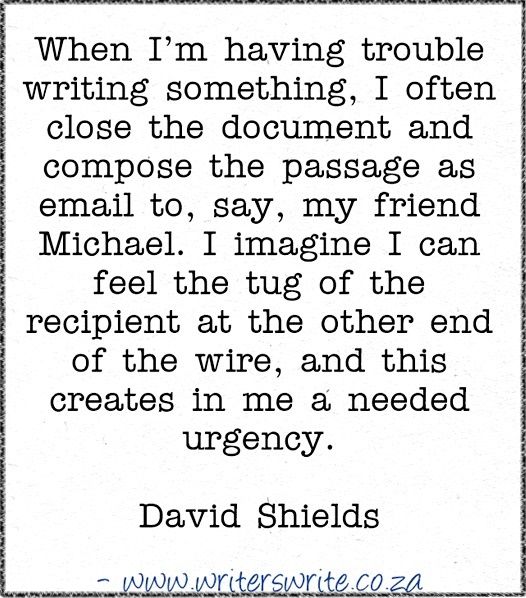 When I'm having trouble
writing something, I often
close the document and
compose the passage as
email to, say, my friend
Michael. I imagine I can
feel the tug of the
recipient at the other end
of the wire, and this
creates in me a needed
urgency.
David Shields
- www.writerswrite.co.za